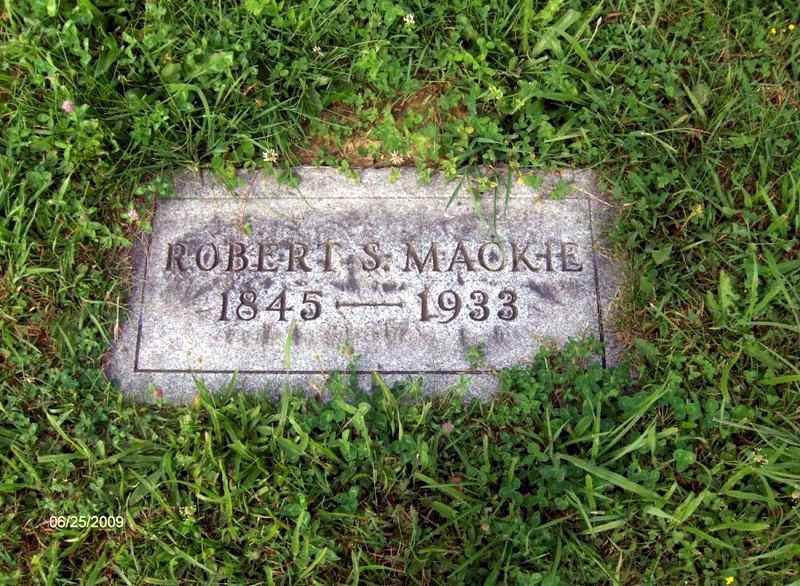 ROBERT S. MACKIE
1845 — 1933
06/25/2009